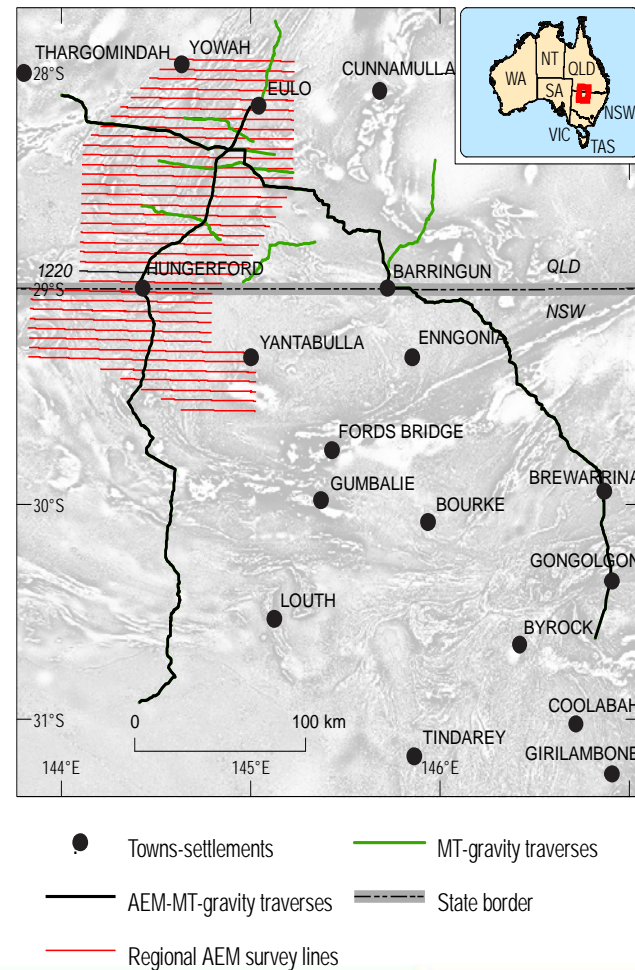 THARGOMINDAH
YOWAH
28°S
CUNNAMULLA
EULO
NT
QLD
WA
SA
NSW
VIC
TAS
1220
HUNGERFORD
BARRINGUN
QLD
29°S
NSW
YANTABULLA
ENNGONIA
FORDS BRIDGE
GUMBALIE
BREWARRINA
30°S
BOURKE
GONGOLGON
LOUTH
BYROCK
COOLABAH
31°S
0 100 km
TINDAREY
GIRILAMBONE
144°E
145°E
146°E
Towns-settlements
MT-gravity traverses
AEM-MT-gravity traverses
State border
Regional AEM survey lines